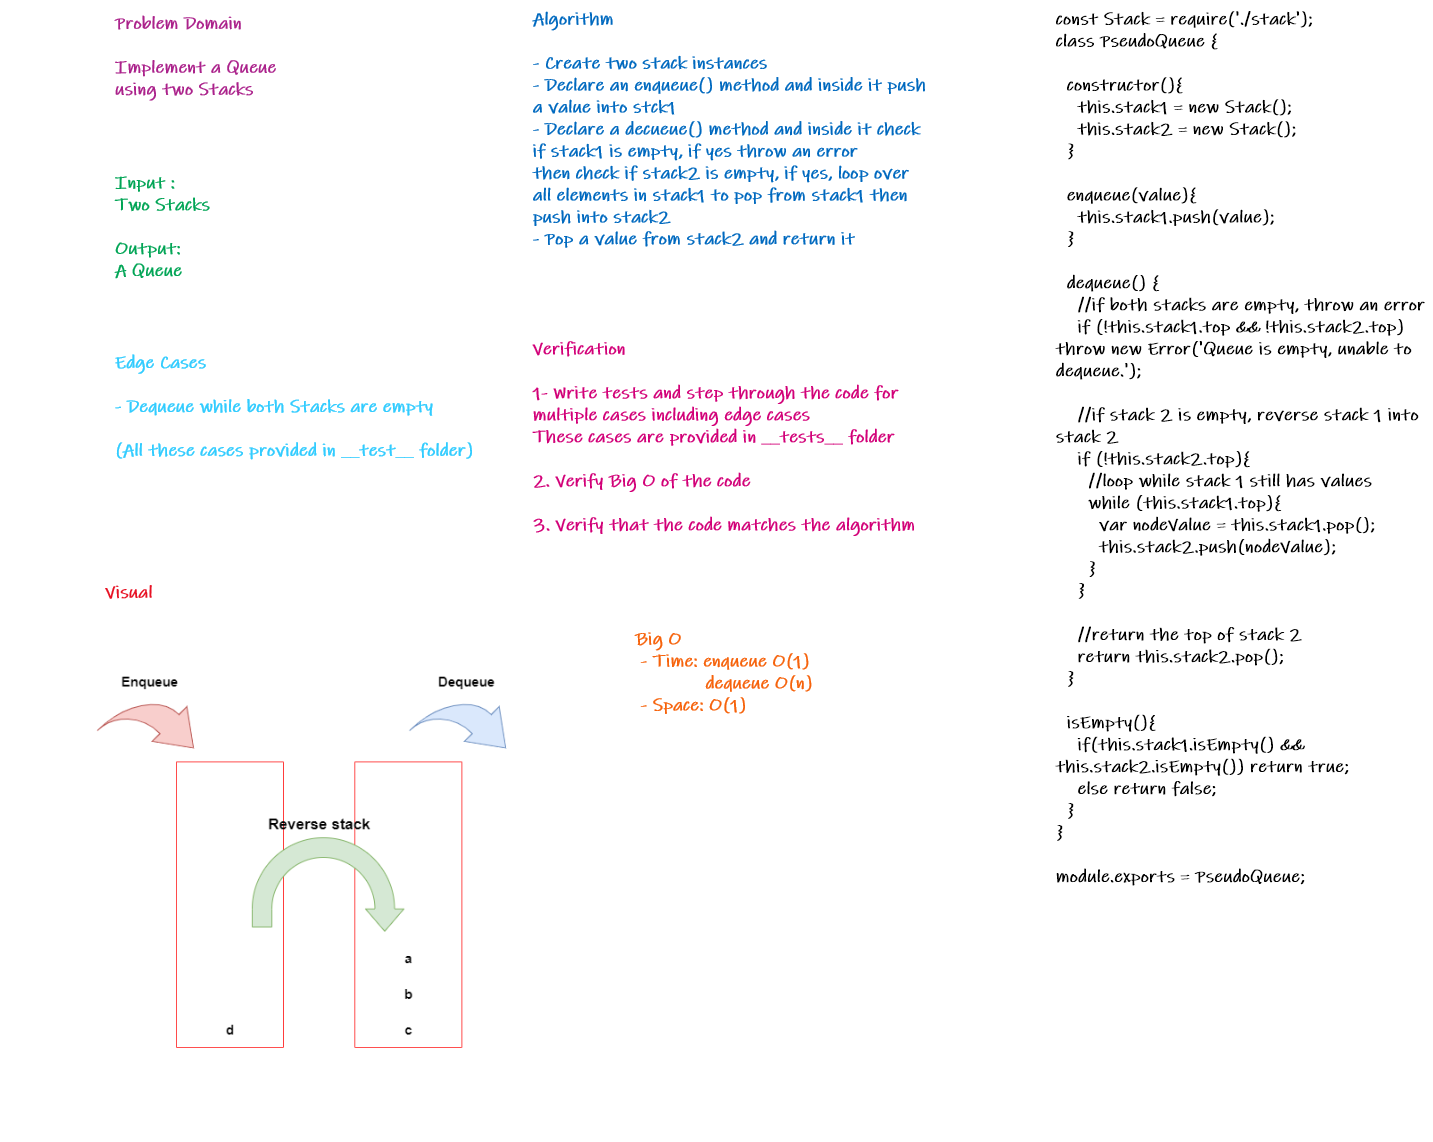 Problem Domain
Implement a Queue
using two Stacks
Input :
Two Stacks
Output:
A Queue
Edge Cases
- Dequeue while both Stacks are empty
(All these cases provided in __test__ folder)
Visual
Enqueue
Dequeue
Reverse stack
a
b
d
c
Algorithm
- Create two stack instances
- Declare an enqueue() method and inside it push
a value into stck1
- Declare a decueue() method and inside it check
if stack1 is empty, if yes throw an error
then check if stack2 is empty, if yes, loop over
all elements in stack1 to pop from stack1 then
push into stack2
- Pop a value from stack2 and return it
Verification
1- Write tests and step through the code for
multiple cases including edge cases
These cases are provided in __tests__ folder
2. Verify Big O of the code
3. Verify that the code matches the algorithm
Big O
- Time: enqueue O(1)
dequeue O(n)
- Space: O(1)
const Stack = require('./stack');
class PseudoQueue {
constructor(){
this.stack1 = new Stack();
this.stack2 = new Stack();
}
enqueue(value){
this.stack1.push(value);
}
dequeue() {
//if both stacks are empty, throw an error
if (!this.stack1.top && !this.stack2.top)
throw new Error('Queue is empty, unable to
dequeue.');
//if stack 2 is empty, reverse stack 1 into
stack 2
if (!this.stack2.top){
//loop while stack 1 still has values
while (this.stack1.top){
var nodeValue = this.stack1.pop();
this.stack2.push(nodeValue);
}
}
//return the top of stack 2
return this.stack2.pop();
}
isEmpty(){
if(this.stack1.isEmpty() &&
this.stack2.isEmpty()) return true;
else return false;
}
}
module.exports = PseudoQueue;